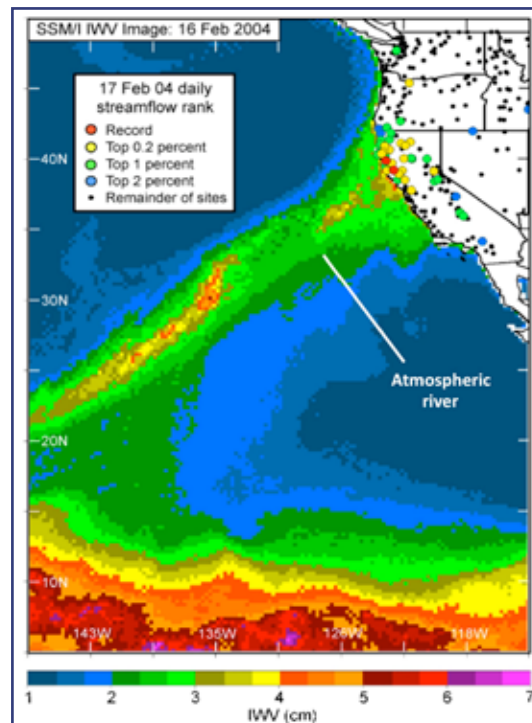 SSM/I IWV Image: 16 Feb 2004
17 Feb 04 daily
streamflow rank
Record
Top 0.2 percent
Top 1 percent
Top 2 percent
Remainder of sites
40N
30N
Atmospheric
river
20N
10N
143W 135W 126W 118W
1 2 3 4 5 6 7
IWV (cm)